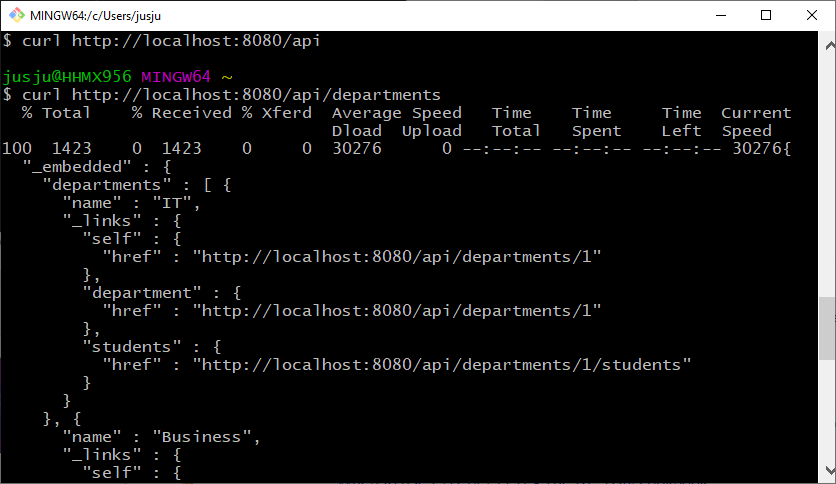 MINGW64:/c/Users/jusju
$ curl http://localhost:8080/api
jusju@HHMX956 MINGW64 ~
$ curl http://localhost:8080/api/departments
  % Total    % Received % Xferd  Average Speed   Time    Time     Time  Current
                                 Dload  Upload   Total   Spent    Left  Speed
100  1423    0  1423    0     0  30276      0 --:--:-- --:--:-- --:--:-- 30276{
  "_embedded" : {
    "departments" : [ {
      "name" : "IT",
      "_links" : {
        "self" : {
          "href" : "http://localhost:8080/api/departments/1"
        },
        "department" : {
          "href" : "http://localhost:8080/api/departments/1"
        },
        "students" : {
          "href" : "http://localhost:8080/api/departments/1/students"
        }
      }
    }, {
      "name" : "Business",
      "_links" : {
        "self" : {